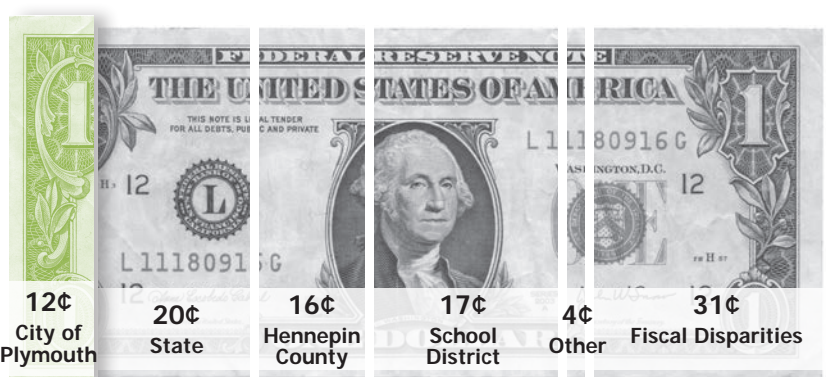 FEDERAL RESERVE NOTE
THE UNITED STATES OF AMERICA
THIS NOTE IS LEGAL TENDER
FOR ALL DEBTS, PUBLIC AND PRIVATE
L11180916G
WASHINGTON, D.C.
12
12
L
L11180916G
12
12¢
City of
Plymouth
20¢
State
16¢
Hennepin
County
17¢
School
District
4¢
Other
31¢
Fiscal Disparities